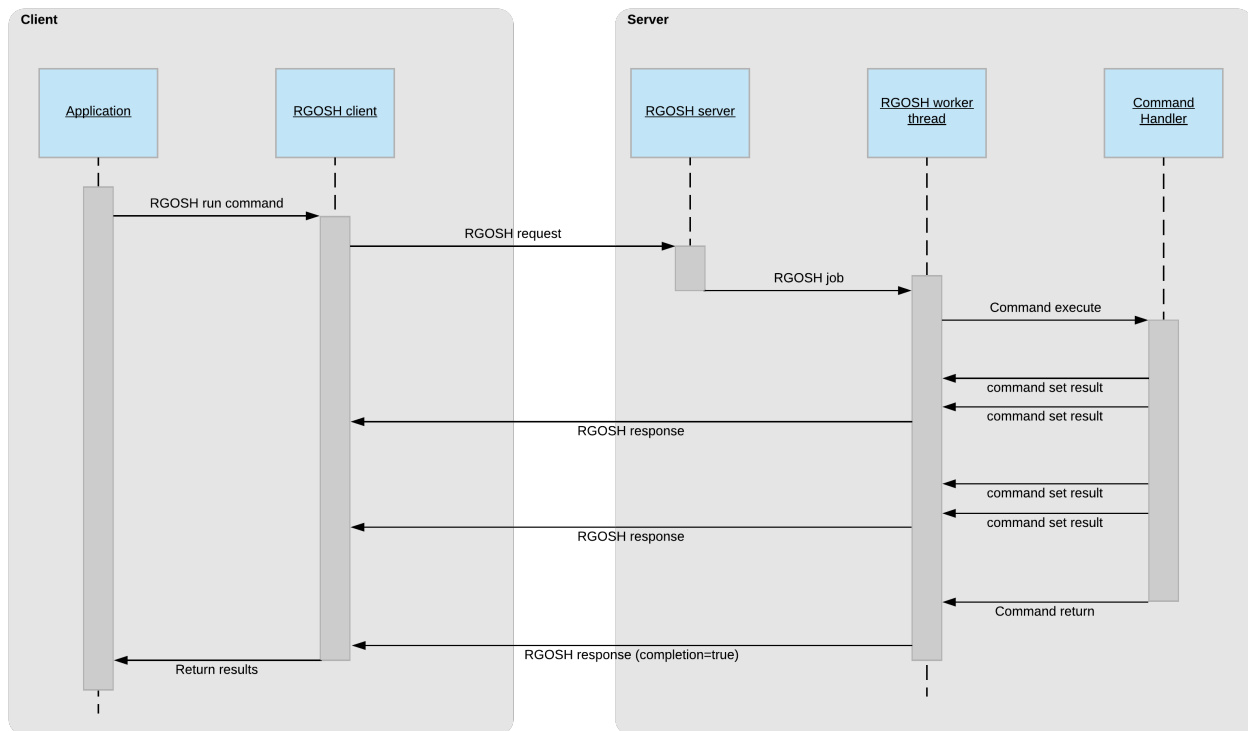 Client
Server
Application
RGOSH client
RGOSH server
RGOSH worker
thread
Command
Handler
RGOSH run command
RGOSH request
RGOSH job
Command execute
command set result
command set result
RGOSH response
command set result
command set result
RGOSH response
Command return
RGOSH response (completion=true)
Return results